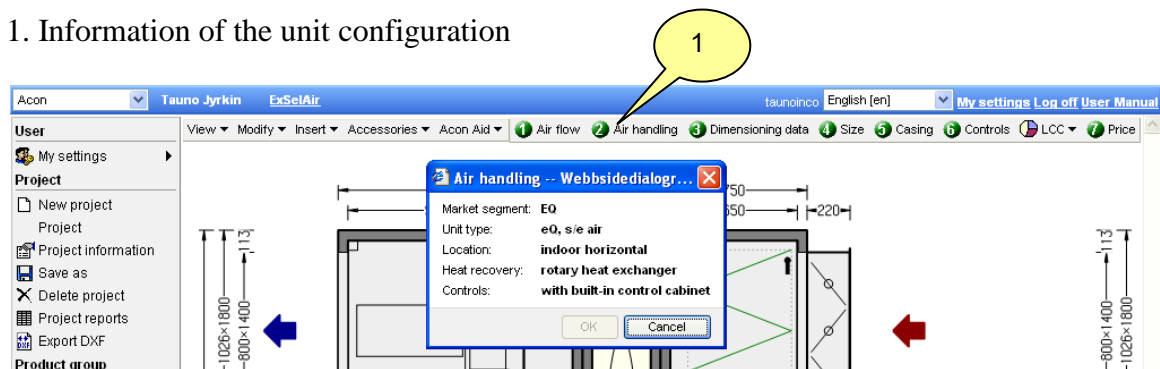 1. Information of the unit configuration
1
Acon Tauno Jyrkin ExSelAir taunoinco English [en] My settings Log off User Manual
User View Modify Insert Accessories Acon Aid 1 Air flow 2 Air handling 3 Dimensioning data 4 Size 5 Casing 6 Controls LCC 7 Price
My settings
Project
New project
Project
Project information
Save as
Delete project
Project reports
Export DXF
Product group
Air handling -- Webbsidedialogr...
Market segment: EQ
Unit type: eQ, s/e air
Location: indoor horizontal
Heat recovery: rotary heat exchanger
Controls: with built-in control cabinet
OK Cancel
750
650 220
113
1026×1800
800×1400
113
800×1400
1026×1800